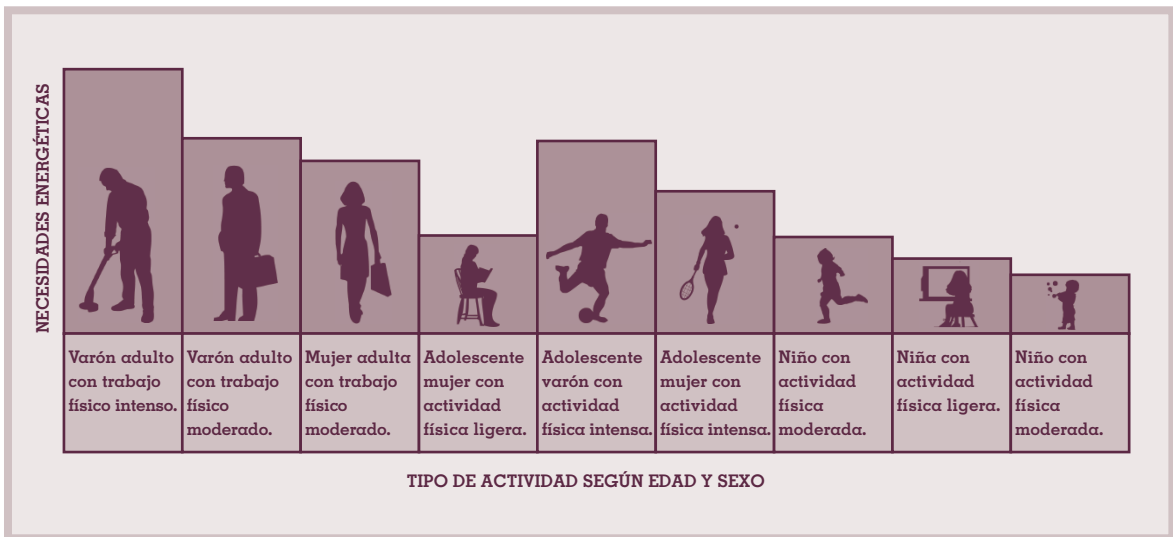 NECESIDADES ENERGÉTICAS
Varón adulto
con trabajo
físico intenso.
Varón adulto
con trabajo
físico
moderado.
Mujer adulta
con trabajo
físico
moderado.
Adolescente
mujer con
actividad
física ligera.
Adolescente
varón con
actividad
física intensa.
Adolescente
mujer con
actividad
física intensa.
Niño con
actividad
física
moderada.
Niña con
actividad
física ligera.
Niño con
actividad
física
moderada.
TIPO DE ACTIVIDAD SEGÚN EDAD Y SEXO